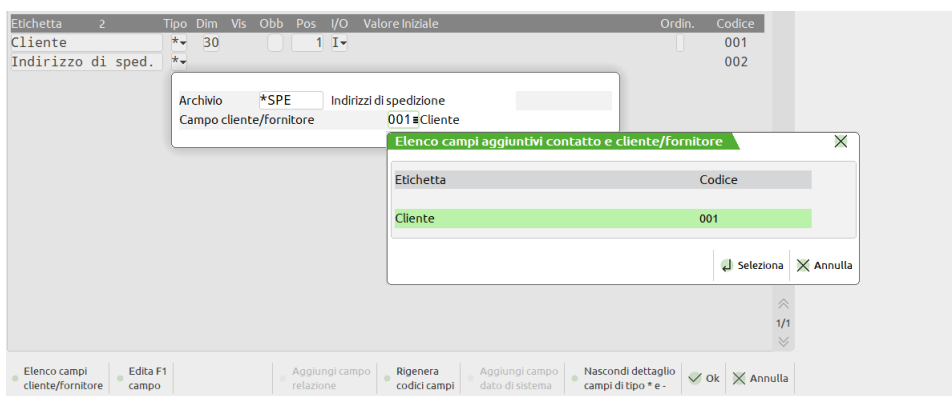 Etichetta 2 Tipo Dim Vis Obb Pos I/O Valore Iniziale Ordin. Codice
Cliente * 30 1 I 001
Indirizzo di sped. * 002
Archivio *SPE Indirizzi di spedizione
Campo cliente/fornitore 001 Cliente
Elenco campi aggiuntivi contatto e cliente/fornitore
Etichetta Codice
Cliente 001
Seleziona Annulla
1/1
Elenco campi cliente/fornitore
Edita F1 campo
Aggiungi campo relazione
Rigenera codici campi
Aggiungi campo dato di sistema
Nascondi dettaglio campi di tipo * e -
Ok
Annulla